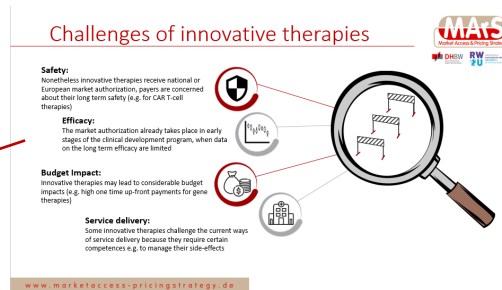 Challenges of innovative therapies
MArS
Market Access & Pricing Strate
DHBW
RW
Safety:
Nonetheless innovative therapies receive national or
European market authorization, payers are concerned
about their long term safety (e.g. for CAR T-cell
therapies)
Efficacy:
The market authorization already takes place in early
stages of the clinical development program, when data
on the long term efficacy are limited
Budget Impact:
Innovative therapies may lead to considerable budget
impacts (e.g. high one time up-front payments for gene
therapies)
Service delivery:
Some innovative therapies challenge the current ways
of service delivery because they require certain
competences e.g. to manage their side-effects
www.marketaccess-pricingstrategy.de